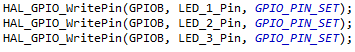 HAL_GPIO_WritePin(GPIOB, LED_1_Pin, GPIO_PIN_SET);
HAL_GPIO_WritePin(GPIOB, LED_2_Pin, GPIO_PIN_SET);
HAL_GPIO_WritePin(GPIOB, LED_3_Pin, GPIO_PIN_SET);